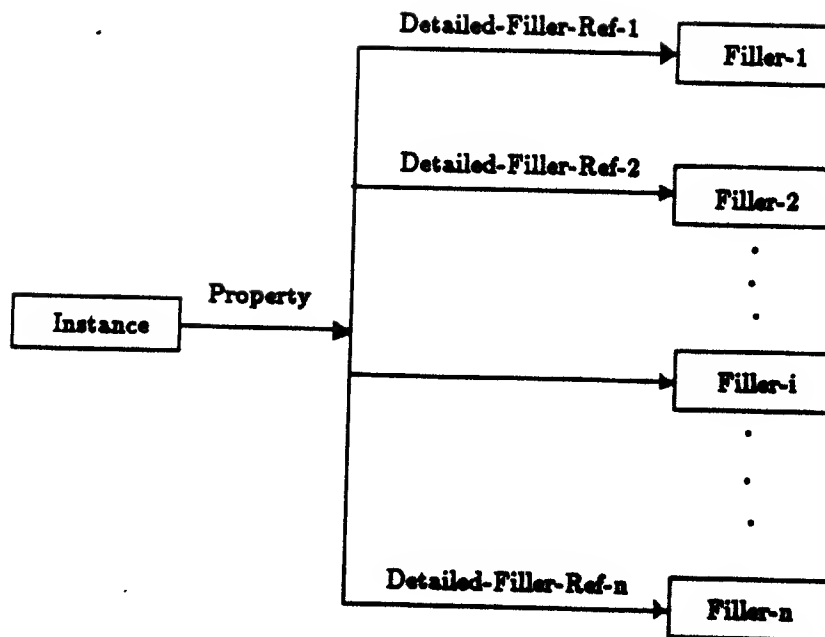 Detailed-Filler-Ref-1
Filler-1
Detailed-Filler-Ref-2
Filler-2
Property
Instance
Filler-i
Detailed-Filler-Ref-n
Filler-n